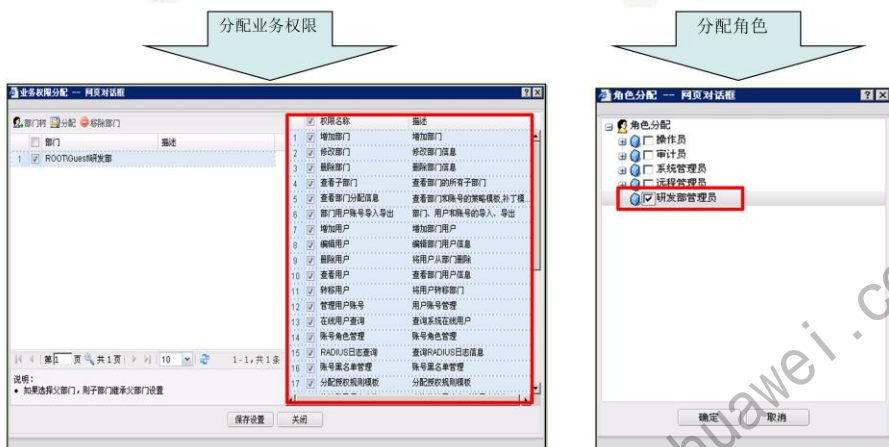 分配业务权限
分配角色
业务权限分配 -- 网页对话框
部门树 分配 移除部门
部门 描述
1 ROOT\Guest\研发部
权限名称 描述
1 增加部门 增加部门
2 修改部门 修改部门信息
3 删除部门 删除部门信息
4 查看子部门 查看部门的所有子部门
5 查看部门分配信息 查看部门和账号的策略模板,补丁模...
6 部门用户账号导入导出 部门、用户和账号的导入、导出
7 增加用户 增加部门用户
8 编辑用户 编辑部门用户信息
9 删除用户 将用户从部门删除
10 查看用户 查看部门用户信息
11 转移用户 将用户转移部门
12 管理用户账号 用户账号管理
13 在线用户查询 查询系统在线用户
14 账号角色管理 账号角色管理
15 RADIUS日志查询 查询RADIUS日志信息
16 账号黑名单管理 账号黑名单管理
17 分配授权规则模板 分配授权规则模板
第1 页 共1页 10 1-1,共1条
说明:
• 如果选择父部门,则子部门继承父部门设置
保存设置 关闭
角色分配 -- 网页对话框
角色分配
操作员
审计员
系统管理员
远程管理员
研发部管理员
确定 取消
huawei.